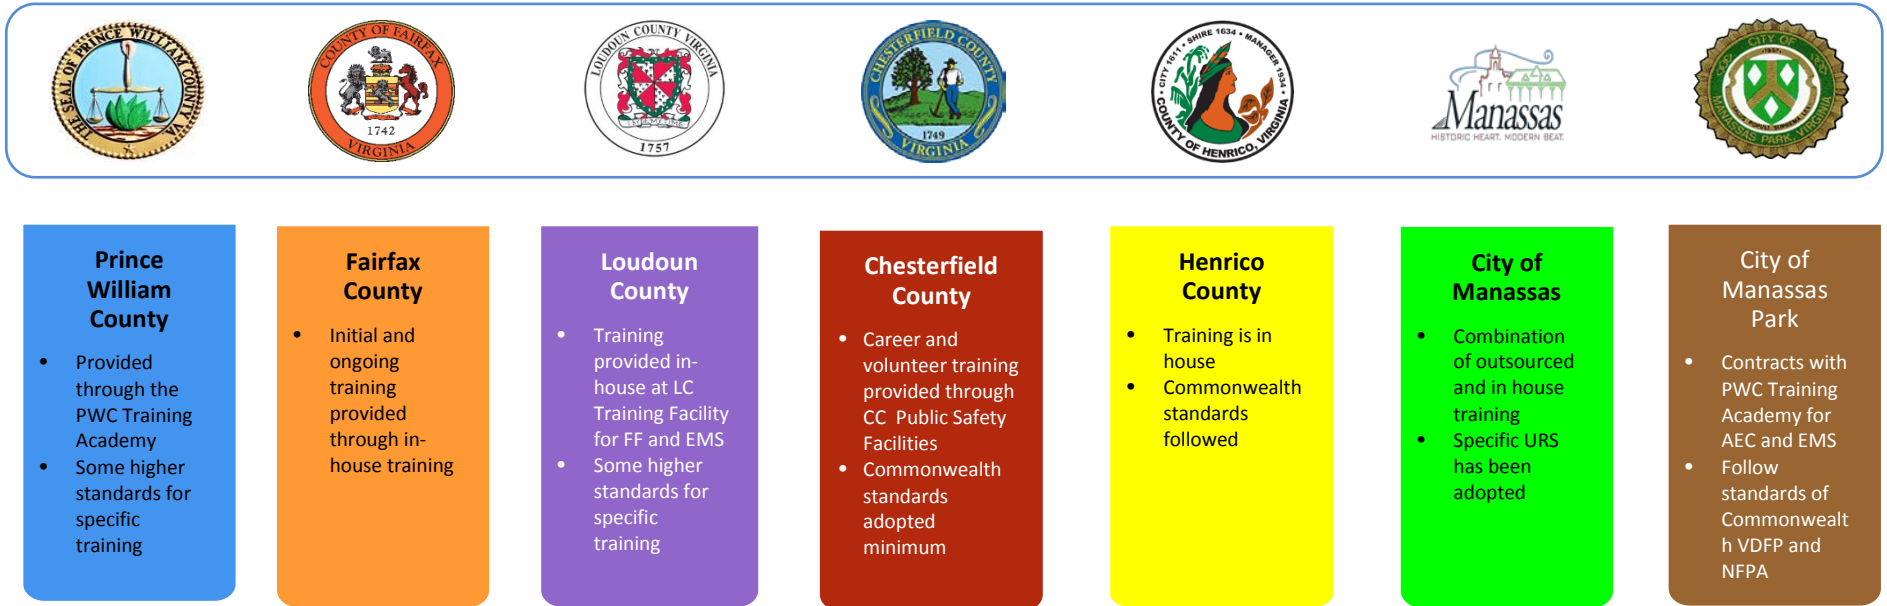 THE SEAL OF PRINCE WILLIAM COUNTY VA.
COUNTY OF FAIRFAX
1742
VIRGINIA
LOUDOUN COUNTY VIRGINIA
1757
CHESTERFIELD COUNTY
1749
VIRGINIA
CITY 1611 • SHIRE 1634 • MANAGER 1934
COUNTY OF HENRICO, VIRGINIA
Manassas
HISTORIC HEART. MODERN BEAT.
CITY OF
MANASSAS PARK, VIRGINIA
Prince
William
County
• Provided
through the
PWC Training
Academy
• Some higher
standards for
specific
training
Fairfax
County
• Initial and
ongoing
training
provided
through in-
house training
Loudoun
County
• Training
provided in-
house at LC
Training Facility
for FF and EMS
• Some higher
standards for
specific
training
Chesterfield
County
• Career and
volunteer training
provided through
CC Public Safety
Facilities
• Commonwealth
standards
adopted
minimum
Henrico
County
• Training is in
house
• Commonwealth
standards
followed
City of
Manassas
• Combination
of outsourced
and in house
training
• Specific URS
has been
adopted
City of
Manassas
Park
• Contracts with
PWC Training
Academy for
AEC and EMS
• Follow
standards of
Commonwealt
h VDFP and
NFPA